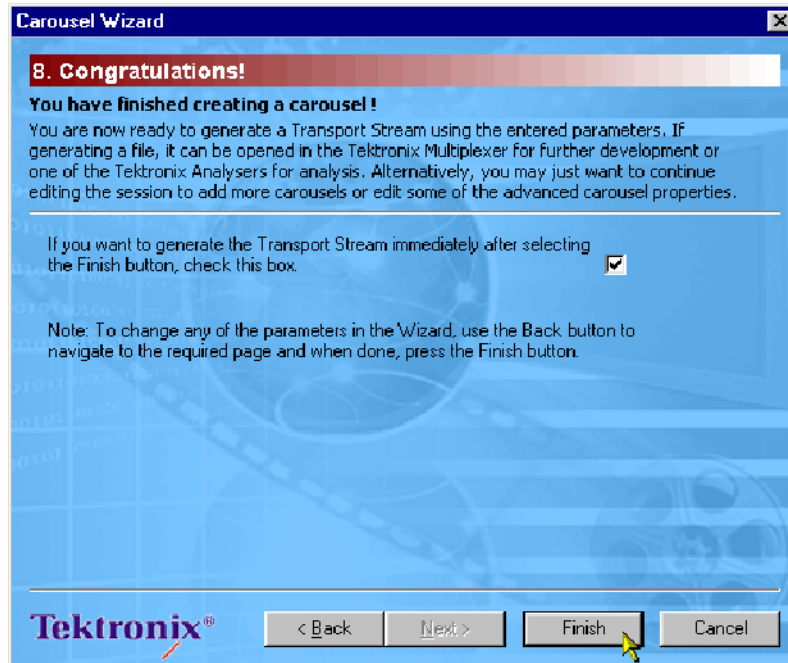 Carousel Wizard
8. Congratulations!
You have finished creating a carousel !
You are now ready to generate a Transport Stream using the entered parameters. If
generating a file, it can be opened in the Tektronix Multiplexer for further development or
one of the Tektronix Analysers for analysis. Alternatively, you may just want to continue
editing the session to add more carousels or edit some of the advanced carousel properties.
If you want to generate the Transport Stream immediately after selecting
the Finish button, check this box.
Note: To change any of the parameters in the Wizard, use the Back button to
navigate to the required page and when done, press the Finish button.
Tektronix®
< Back
Next >
Finish
Cancel